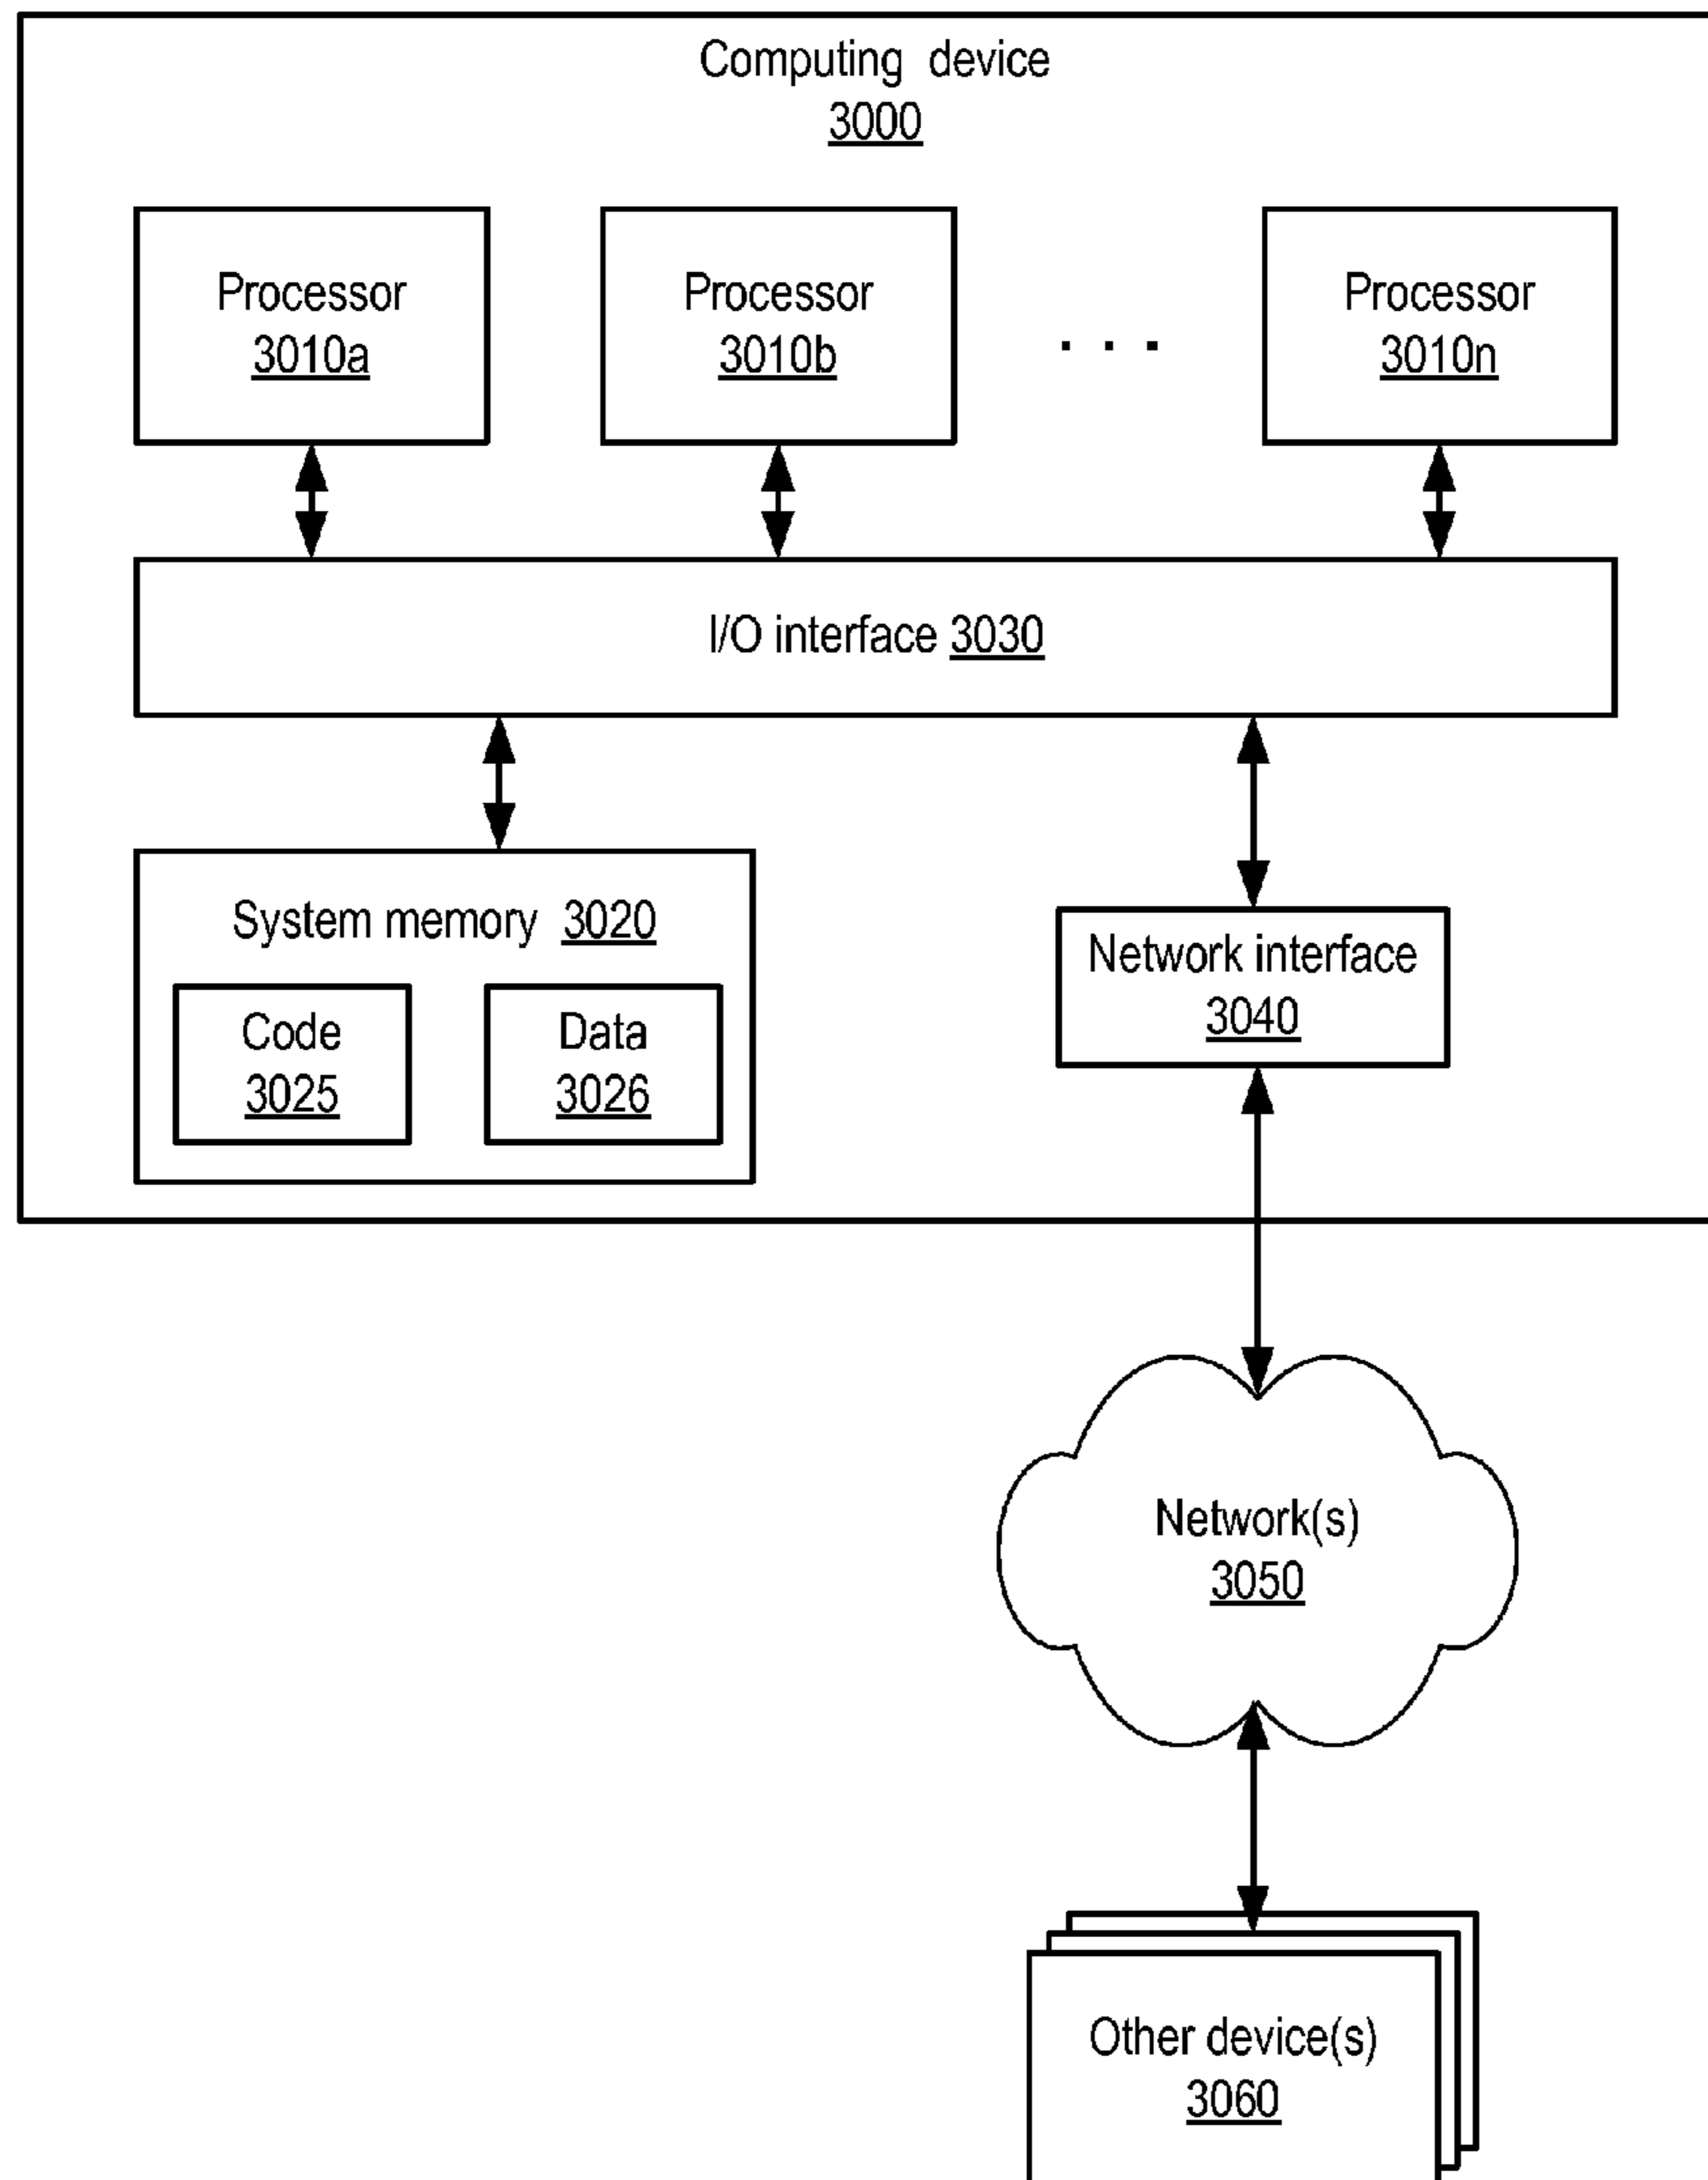 Computing device
3000
Processor
3010a
Processor
3010b
. . .
Processor
3010n
I/O interface 3030
System memory 3020
Code
3025
Data
3026
Network interface
3040
Network(s)
3050
Other device(s)
3060